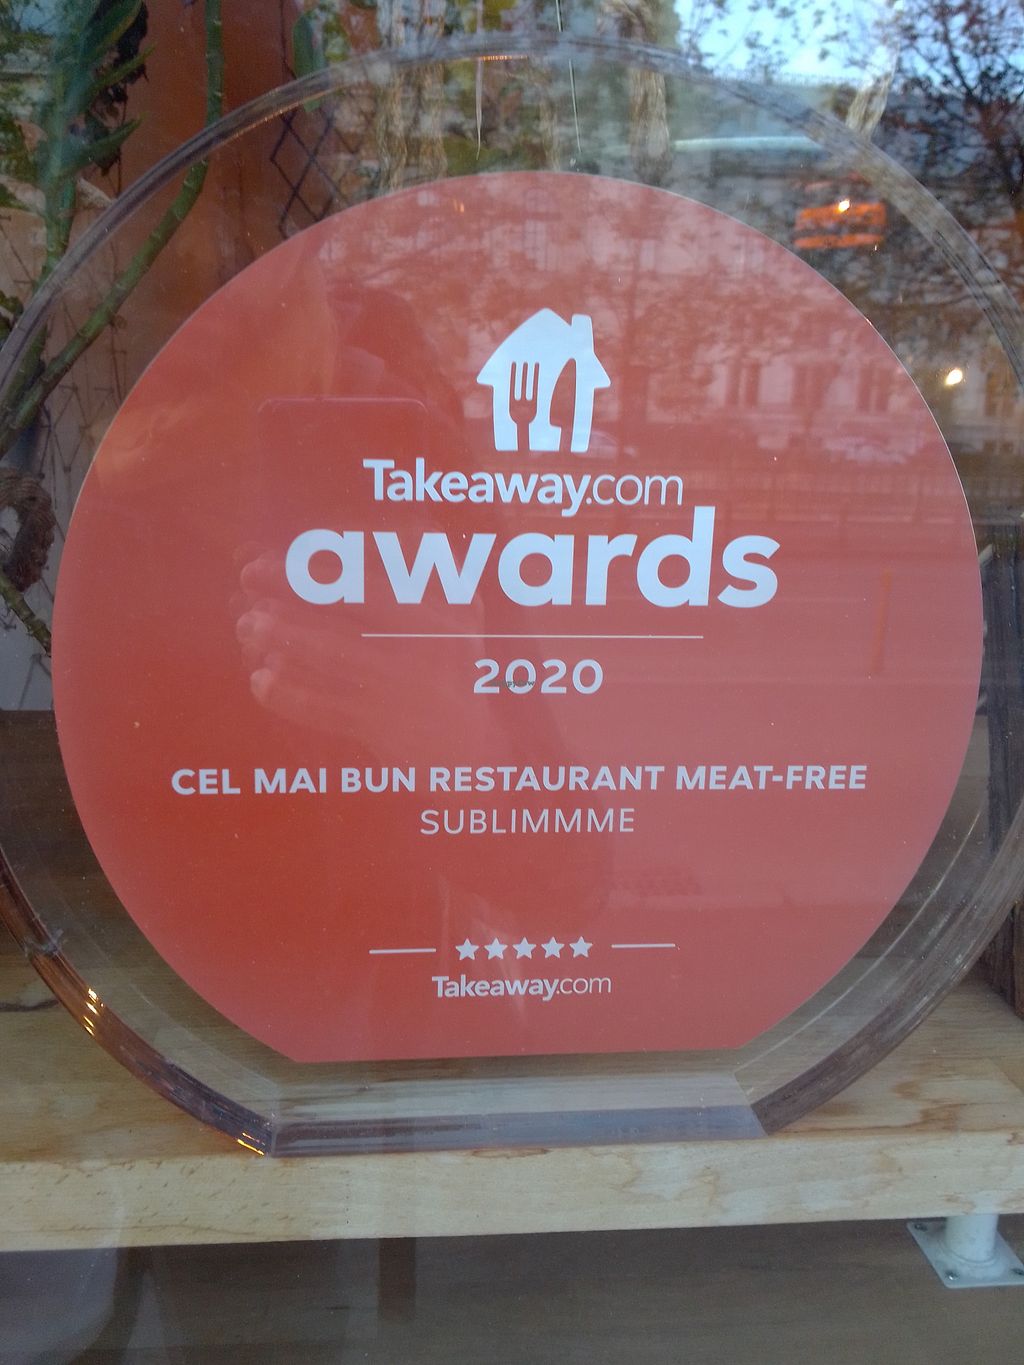 Takeaway.com
awards
2020
CEL MAI BUN RESTAURANT MEAT-FREE
SUBLIMMME
Takeaway.com